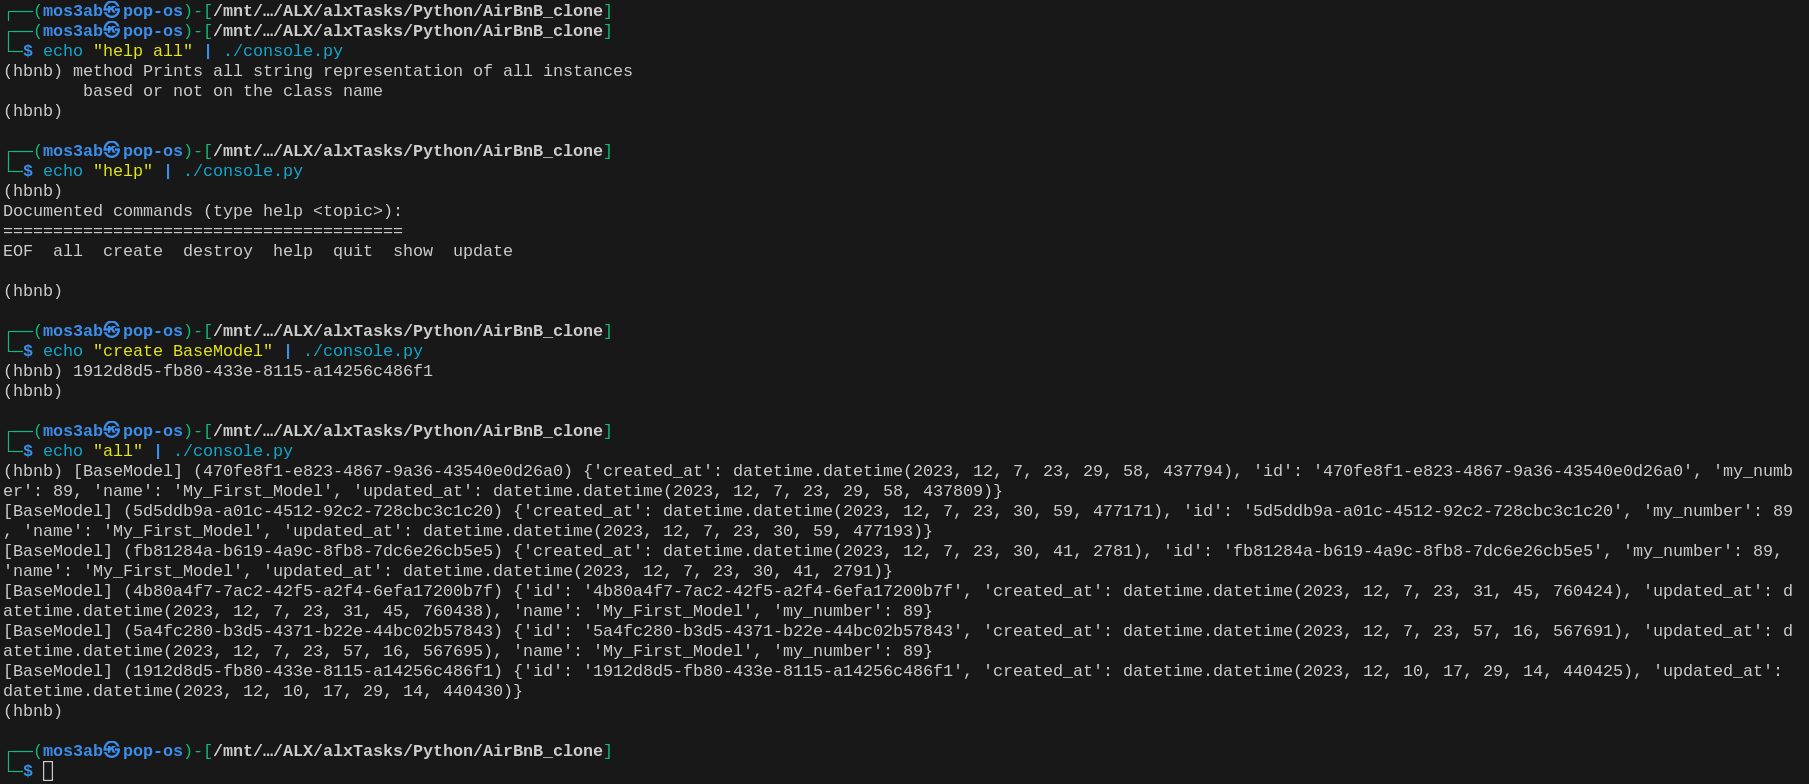 ┌──(mos3ab㉿pop-os)-[/mnt/…/ALX/alxTasks/Python/AirBnB_clone]
┌──(mos3ab㉿pop-os)-[/mnt/…/ALX/alxTasks/Python/AirBnB_clone]
└─$ echo "help all" | ./console.py
(hbnb) method Prints all string representation of all instances
        based or not on the class name
(hbnb)
┌──(mos3ab㉿pop-os)-[/mnt/…/ALX/alxTasks/Python/AirBnB_clone]
└─$ echo "help" | ./console.py
(hbnb)
Documented commands (type help <topic>):
========================================
EOF  all  create  destroy  help  quit  show  update
(hbnb)
┌──(mos3ab㉿pop-os)-[/mnt/…/ALX/alxTasks/Python/AirBnB_clone]
└─$ echo "create BaseModel" | ./console.py
(hbnb) 1912d8d5-fb80-433e-8115-a14256c486f1
(hbnb)
┌──(mos3ab㉿pop-os)-[/mnt/…/ALX/alxTasks/Python/AirBnB_clone]
└─$ echo "all" | ./console.py
(hbnb) [BaseModel] (470fe8f1-e823-4867-9a36-43540e0d26a0) {'created_at': datetime.datetime(2023, 12, 7, 23, 29, 58, 437794), 'id': '470fe8f1-e823-4867-9a36-43540e0d26a0', 'my_numb
er': 89, 'name': 'My_First_Model', 'updated_at': datetime.datetime(2023, 12, 7, 23, 29, 58, 437809)}
[BaseModel] (5d5ddb9a-a01c-4512-92c2-728cbc3c1c20) {'created_at': datetime.datetime(2023, 12, 7, 23, 30, 59, 477171), 'id': '5d5ddb9a-a01c-4512-92c2-728cbc3c1c20', 'my_number': 89
, 'name': 'My_First_Model', 'updated_at': datetime.datetime(2023, 12, 7, 23, 30, 59, 477193)}
[BaseModel] (fb81284a-b619-4a9c-8fb8-7dc6e26cb5e5) {'created_at': datetime.datetime(2023, 12, 7, 23, 30, 41, 2781), 'id': 'fb81284a-b619-4a9c-8fb8-7dc6e26cb5e5', 'my_number': 89,
'name': 'My_First_Model', 'updated_at': datetime.datetime(2023, 12, 7, 23, 30, 41, 2791)}
[BaseModel] (4b80a4f7-7ac2-42f5-a2f4-6efa17200b7f) {'id': '4b80a4f7-7ac2-42f5-a2f4-6efa17200b7f', 'created_at': datetime.datetime(2023, 12, 7, 23, 31, 45, 760424), 'updated_at': d
atetime.datetime(2023, 12, 7, 23, 31, 45, 760438), 'name': 'My_First_Model', 'my_number': 89}
[BaseModel] (5a4fc280-b3d5-4371-b22e-44bc02b57843) {'id': '5a4fc280-b3d5-4371-b22e-44bc02b57843', 'created_at': datetime.datetime(2023, 12, 7, 23, 57, 16, 567691), 'updated_at': d
atetime.datetime(2023, 12, 7, 23, 57, 16, 567695), 'name': 'My_First_Model', 'my_number': 89}
[BaseModel] (1912d8d5-fb80-433e-8115-a14256c486f1) {'id': '1912d8d5-fb80-433e-8115-a14256c486f1', 'created_at': datetime.datetime(2023, 12, 10, 17, 29, 14, 440425), 'updated_at':
datetime.datetime(2023, 12, 10, 17, 29, 14, 440430)}
(hbnb)
┌──(mos3ab㉿pop-os)-[/mnt/…/ALX/alxTasks/Python/AirBnB_clone]
└─$